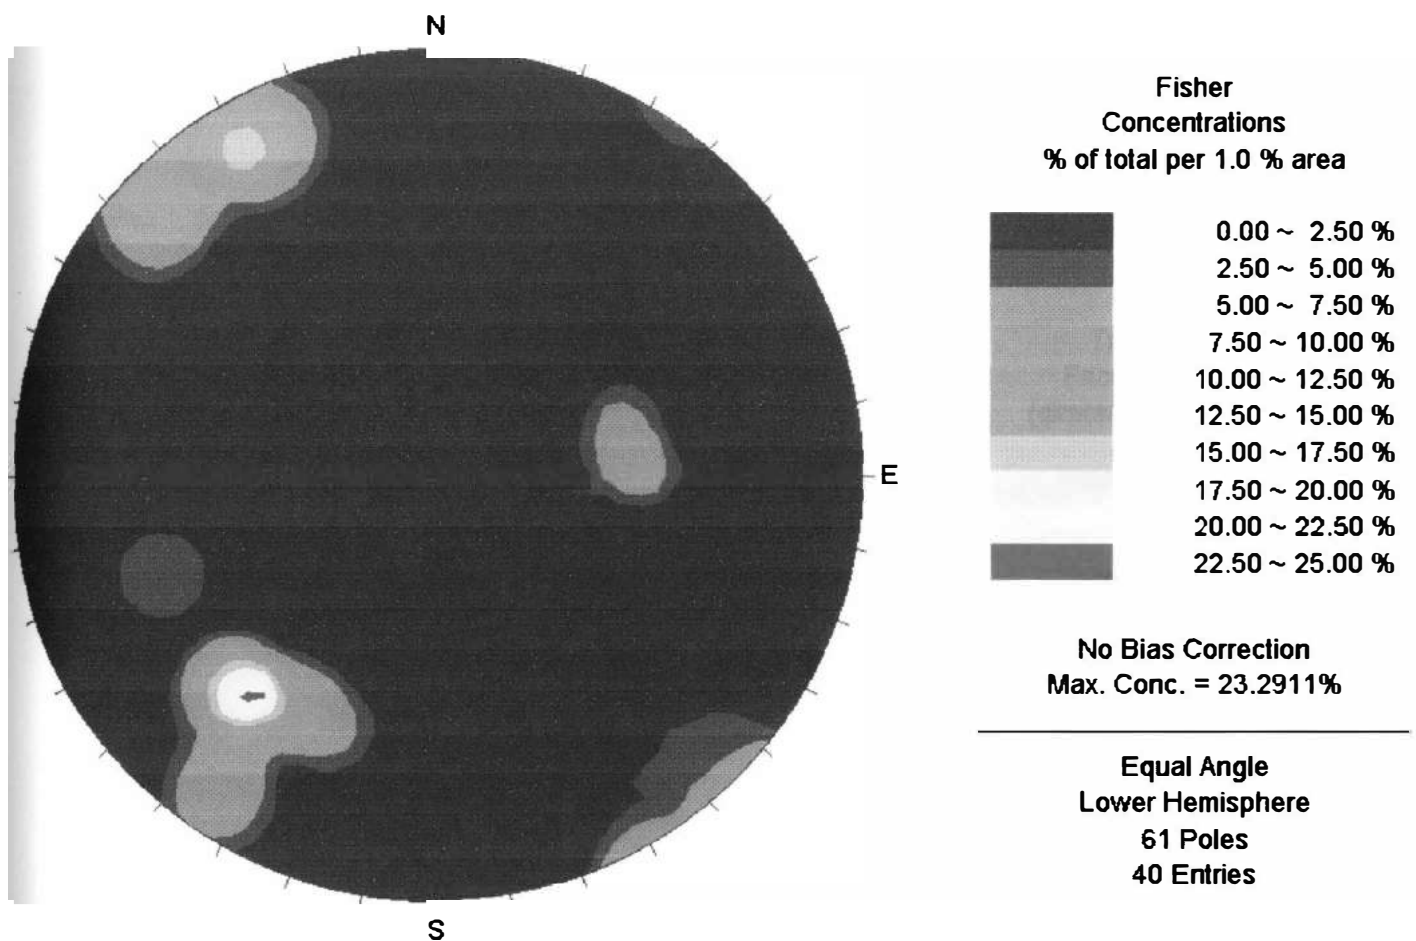 N
E
S
Fisher
Concentrations
% of total per 1.0 % area
0.00 ~ 2.50 %
2.50 ~ 5.00 %
5.00 ~ 7.50 %
7.50 ~ 10.00 %
10.00 ~ 12.50 %
12.50 ~ 15.00 %
15.00 ~ 17.50 %
17.50 ~ 20.00 %
20.00 ~ 22.50 %
22.50 ~ 25.00 %
No Bias Correction
Max. Conc. = 23.2911%
Equal Angle
Lower Hemisphere
61 Poles
40 Entries